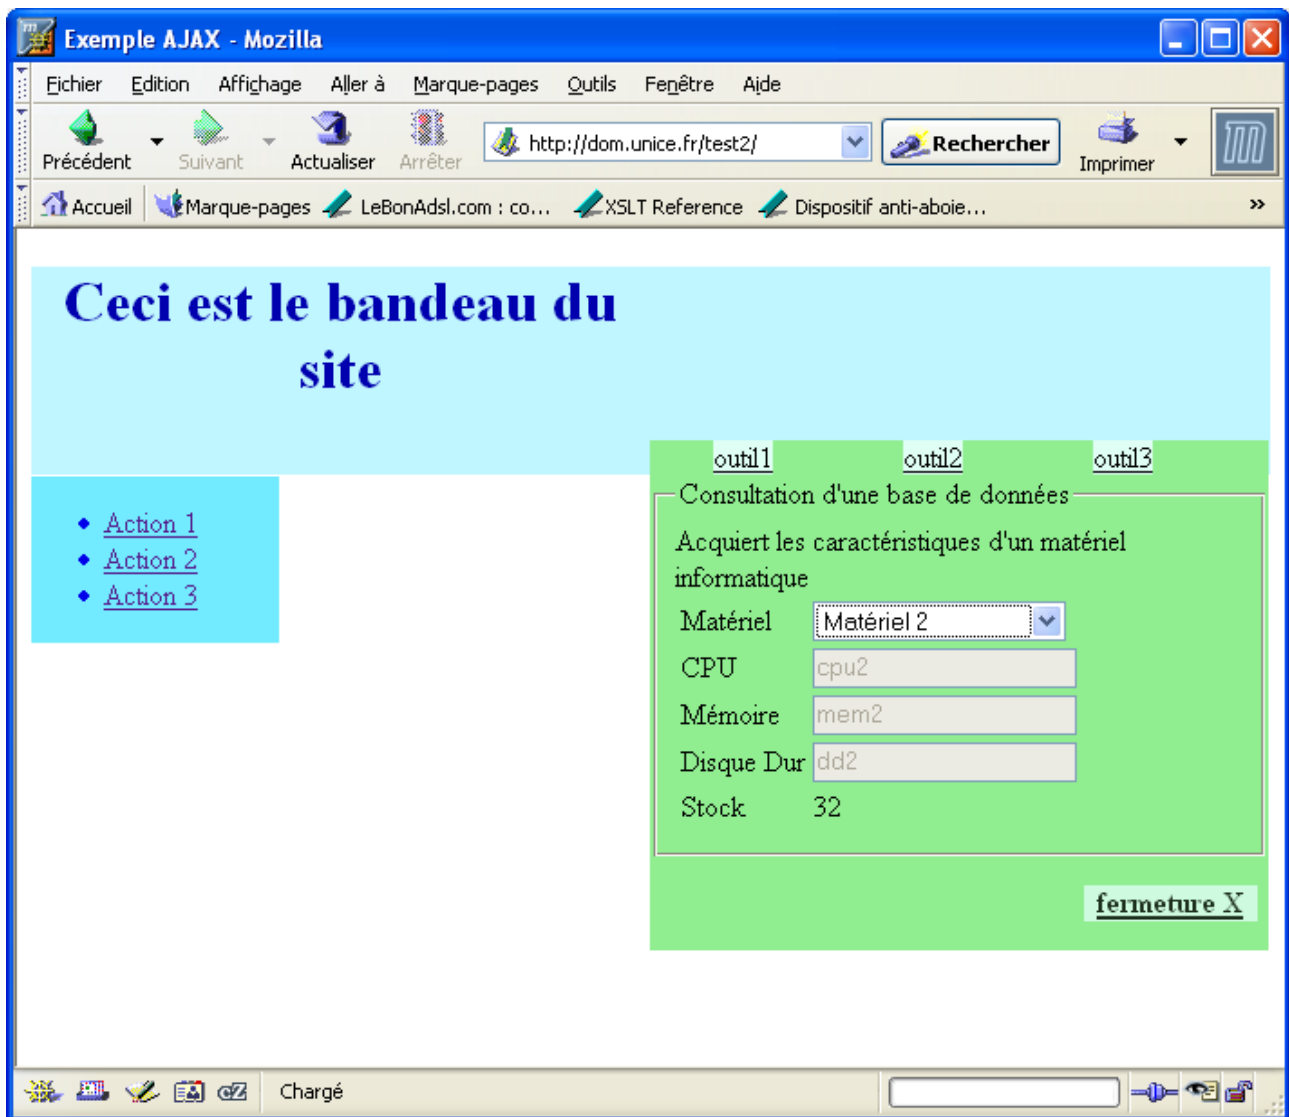 Exemple AJAX - Mozilla
Fichier Edition Affichage Aller à Marque-pages Outils Fenêtre Aide
Précédent Suivant Actualiser Arrêter http://dom.unice.fr/test2/ Rechercher Imprimer
Accueil Marque-pages LeBonAdsl.com : co... XSLT Reference Dispositif anti-aboie... »
Ceci est le bandeau du
site
outil1 outil2 outil3
Action 1
Action 2
Action 3
Consultation d'une base de données
Acquiert les caractéristiques d'un matériel
informatique
Matériel Matériel 2
CPU cpu2
Mémoire mem2
Disque Dur dd2
Stock 32
fermeture X
Chargé